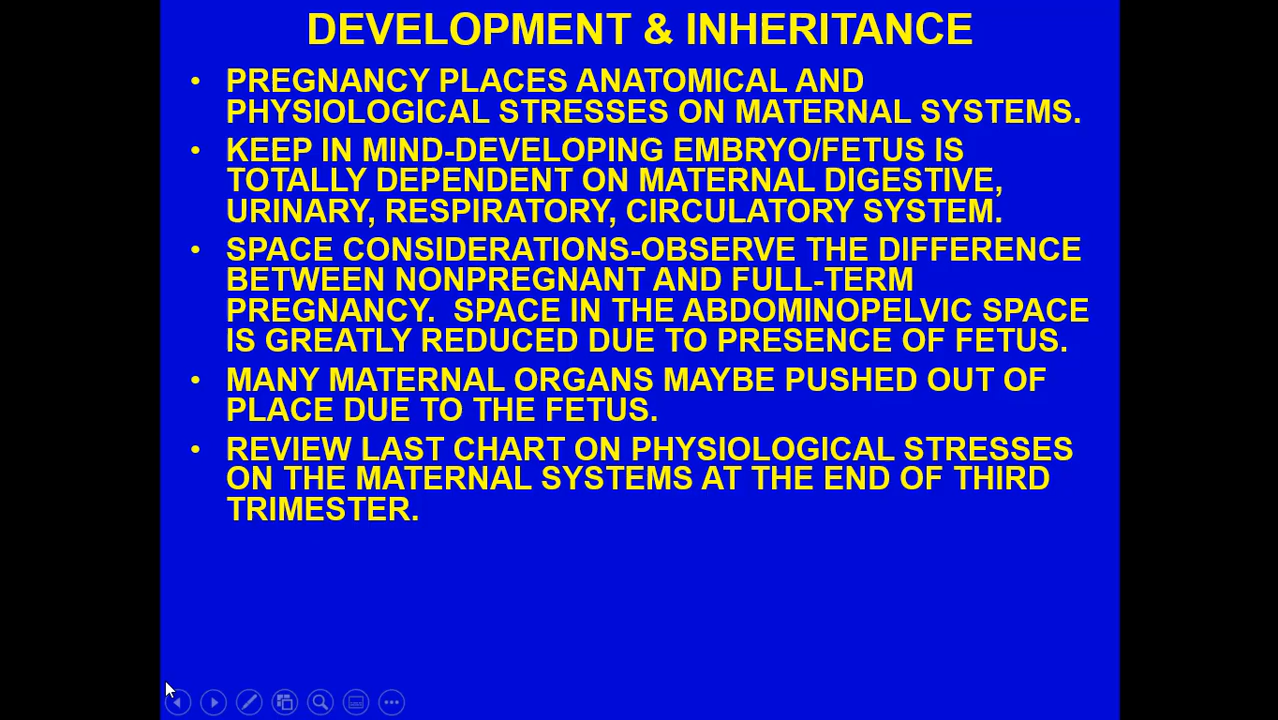 DEVELOPMENT & INHERITANCE
• PREGNANCY PLACES ANATOMICAL AND
PHYSIOLOGICAL STRESSES ON MATERNAL SYSTEMS.
• KEEP IN MIND-DEVELOPING EMBRYO/FETUS IS
TOTALLY DEPENDENT ON MATERNAL DIGESTIVE,
URINARY, RESPIRATORY, CIRCULATORY SYSTEM.
• SPACE CONSIDERATIONS-OBSERVE THE DIFFERENCE
BETWEEN NONPREGNANT AND FULL-TERM
PREGNANCY.  SPACE IN THE ABDOMINOPELVIC SPACE
IS GREATLY REDUCED DUE TO PRESENCE OF FETUS.
• MANY MATERNAL ORGANS MAYBE PUSHED OUT OF
PLACE DUE TO THE FETUS.
• REVIEW LAST CHART ON PHYSIOLOGICAL STRESSES
ON THE MATERNAL SYSTEMS AT THE END OF THIRD
TRIMESTER.